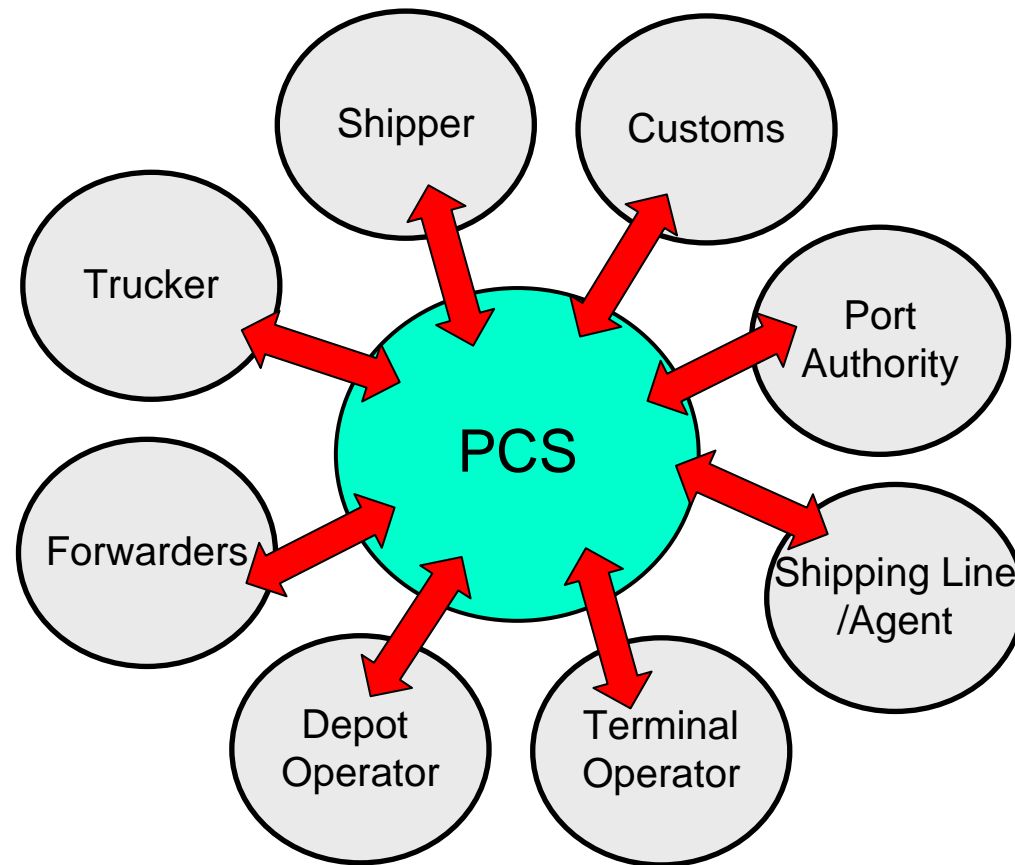 Shipper
Customs
Trucker
Port
Authority
PCS
Forwarders
Shipping Line
/Agent
Depot
Operator
Terminal
Operator